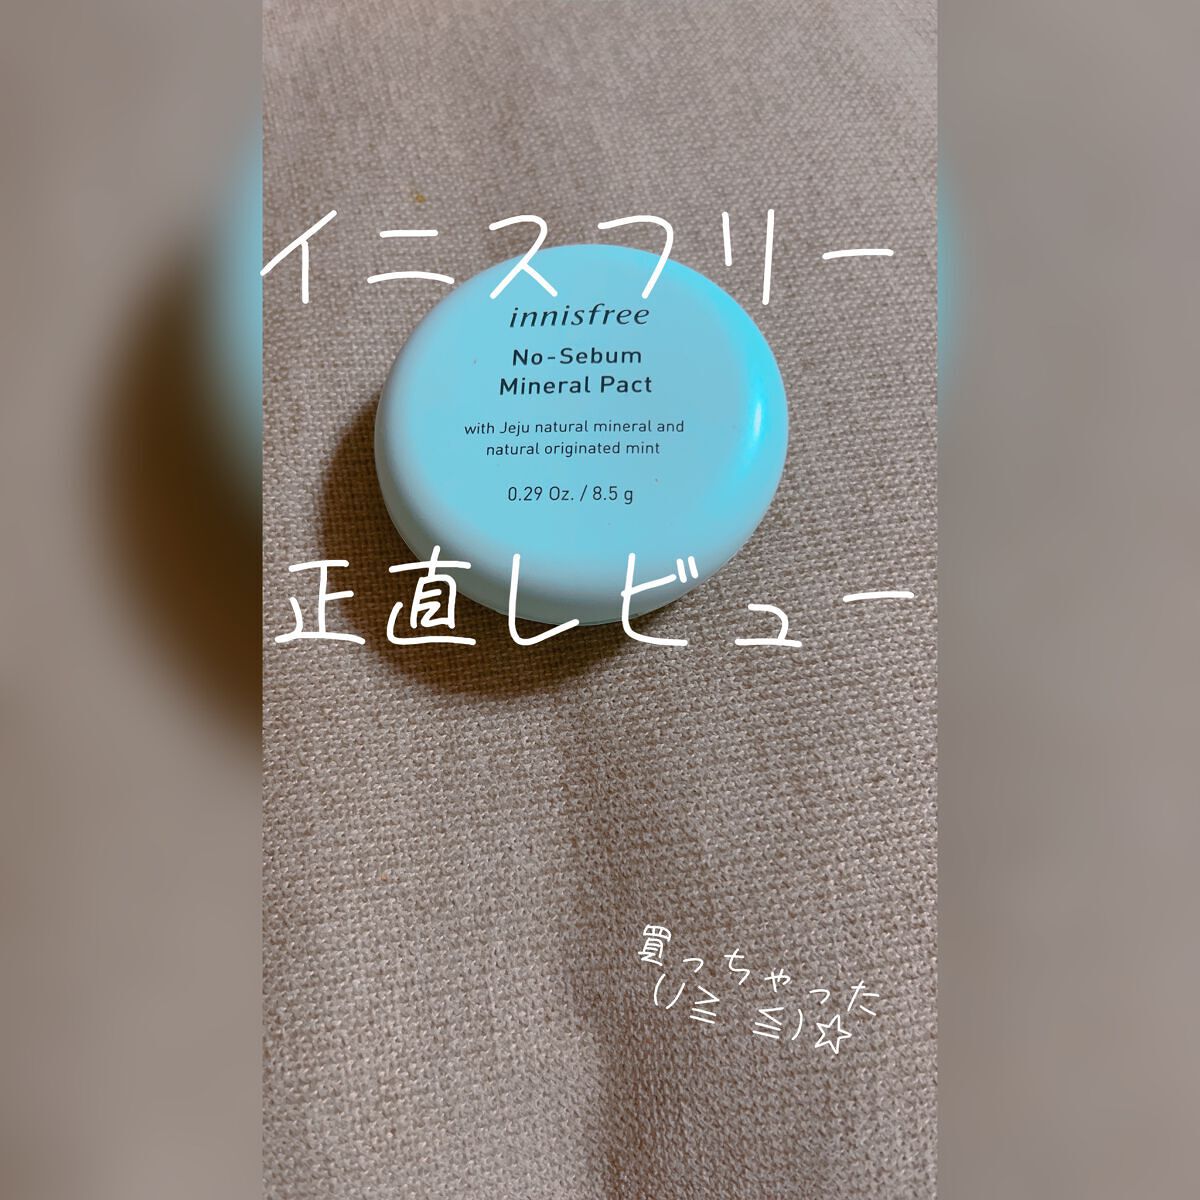 イニスフリー
innisfree
No-Sebum
Mineral Pact
with Jeju natural mineral and
natural originated mint
0.29 Oz. / 8.5 g
正直レビュー
買っちゃった
(ﾉ≧ ≦)☆